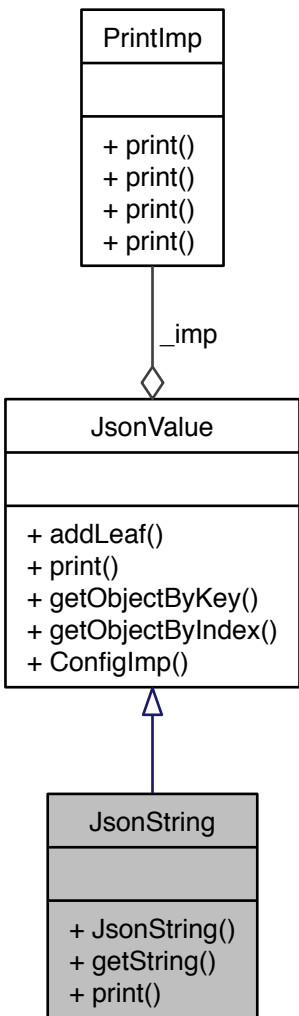 PrintImp
+ print()
+ print()
+ print()
+ print()
_imp
JsonValue
+ addLeaf()
+ print()
+ getObjectByKey()
+ getObjectByIndex()
+ ConfigImp()
JsonString
+ JsonString()
+ getString()
+ print()